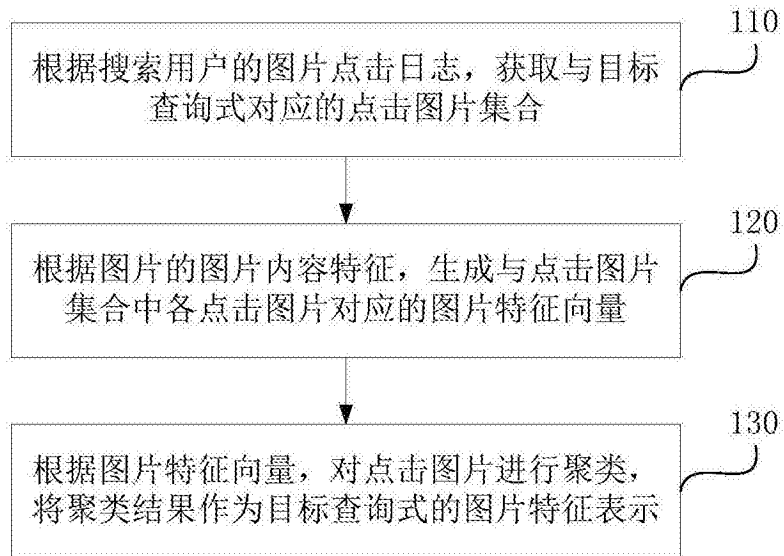 110
根据搜索用户的图片点击日志，获取与目标
查询式对应的点击图片集合
120
根据图片的图片内容特征，生成与点击图片
集合中各点击图片对应的图片特征向量
130
根据图片特征向量，对点击图片进行聚类，
将聚类结果作为目标查询式的图片特征表示